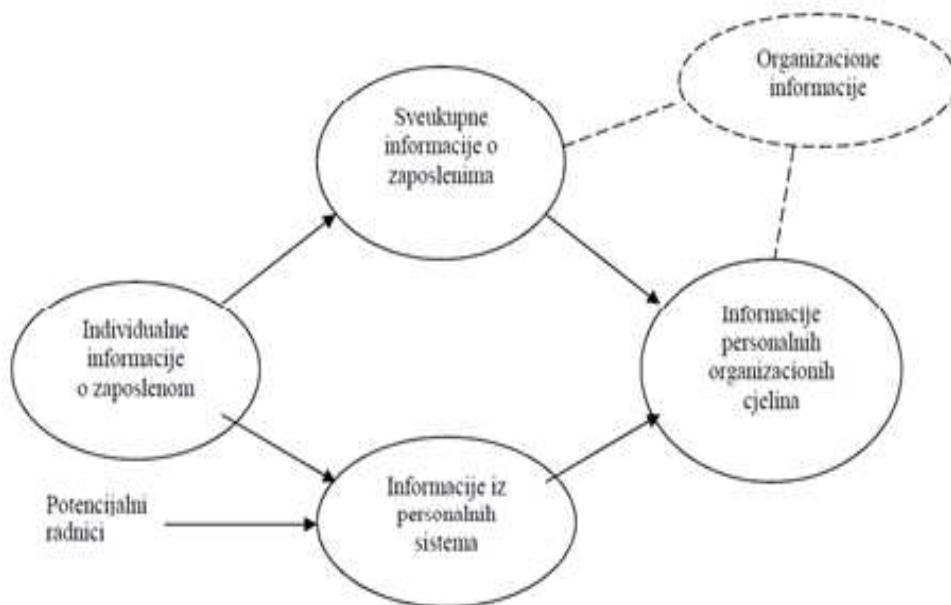 Organizacione
informacije
Sveukupne
informacije o
zaposlenima
Individualne
informacije
o zaposlenom
Informacije
personalnih
organizacionih
cjelina
Potencijalni
radnici
Informacije iz
personalnih
sistema